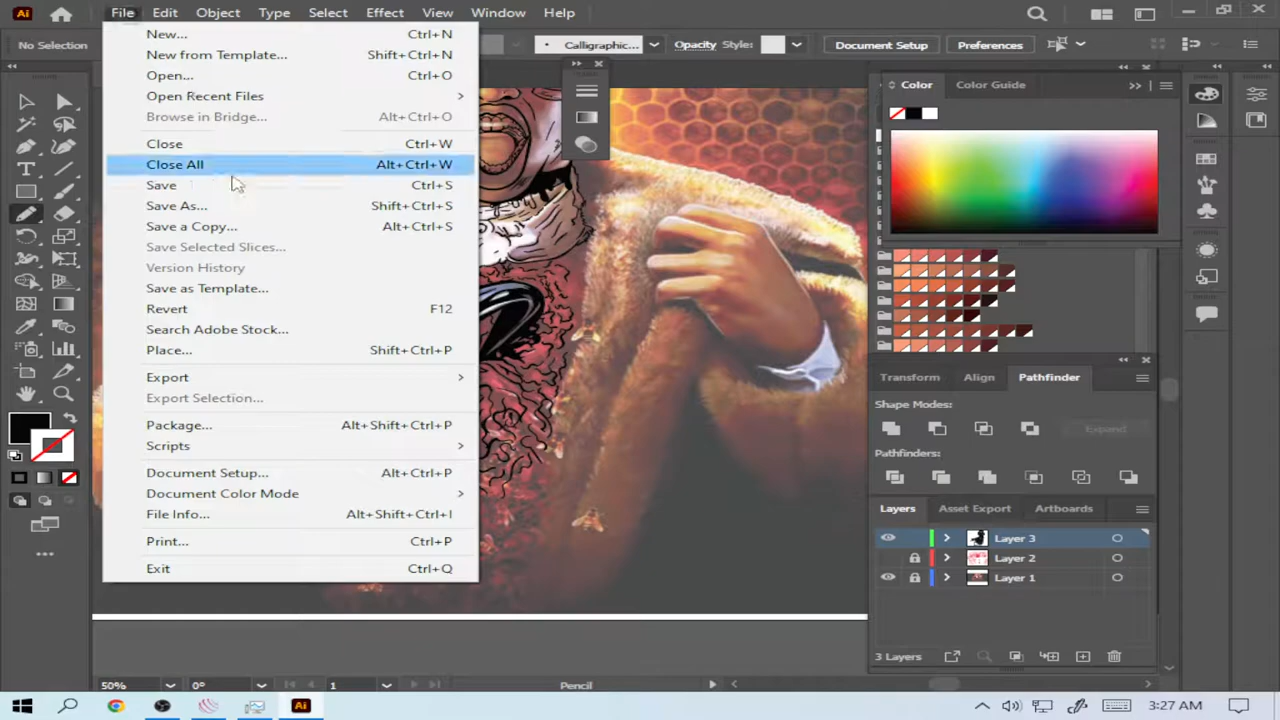 Ai File Edit Object Type Select Effect View Window Help
No Selection Calligraphic... Opacity Style: Document Setup Preferences
New... Ctrl+N
New from Template... Shift+Ctrl+N
Open... Ctrl+O
Open Recent Files >
Browse in Bridge... Alt+Ctrl+O
Close Ctrl+W
Close All Alt+Ctrl+W
Save Ctrl+S
Save As... Shift+Ctrl+S
Save a Copy... Alt+Ctrl+S
Save Selected Slices...
Version History
Save as Template...
Revert F12
Search Adobe Stock...
Place... Shift+Ctrl+P
Export >
Export Selection...
Package... Alt+Shift+Ctrl+P
Scripts >
Document Setup... Alt+Ctrl+P
Document Color Mode >
File Info... Alt+Shift+Ctrl+I
Print... Ctrl+P
Exit Ctrl+Q
Color Color Guide
Transform Align Pathfinder
Shape Modes:
Expand
Pathfinders:
Layers Asset Export Artboards
Layer 3
Layer 2
Layer 1
3 Layers
50% 0° 1 Pencil
Ai 3:27 AM